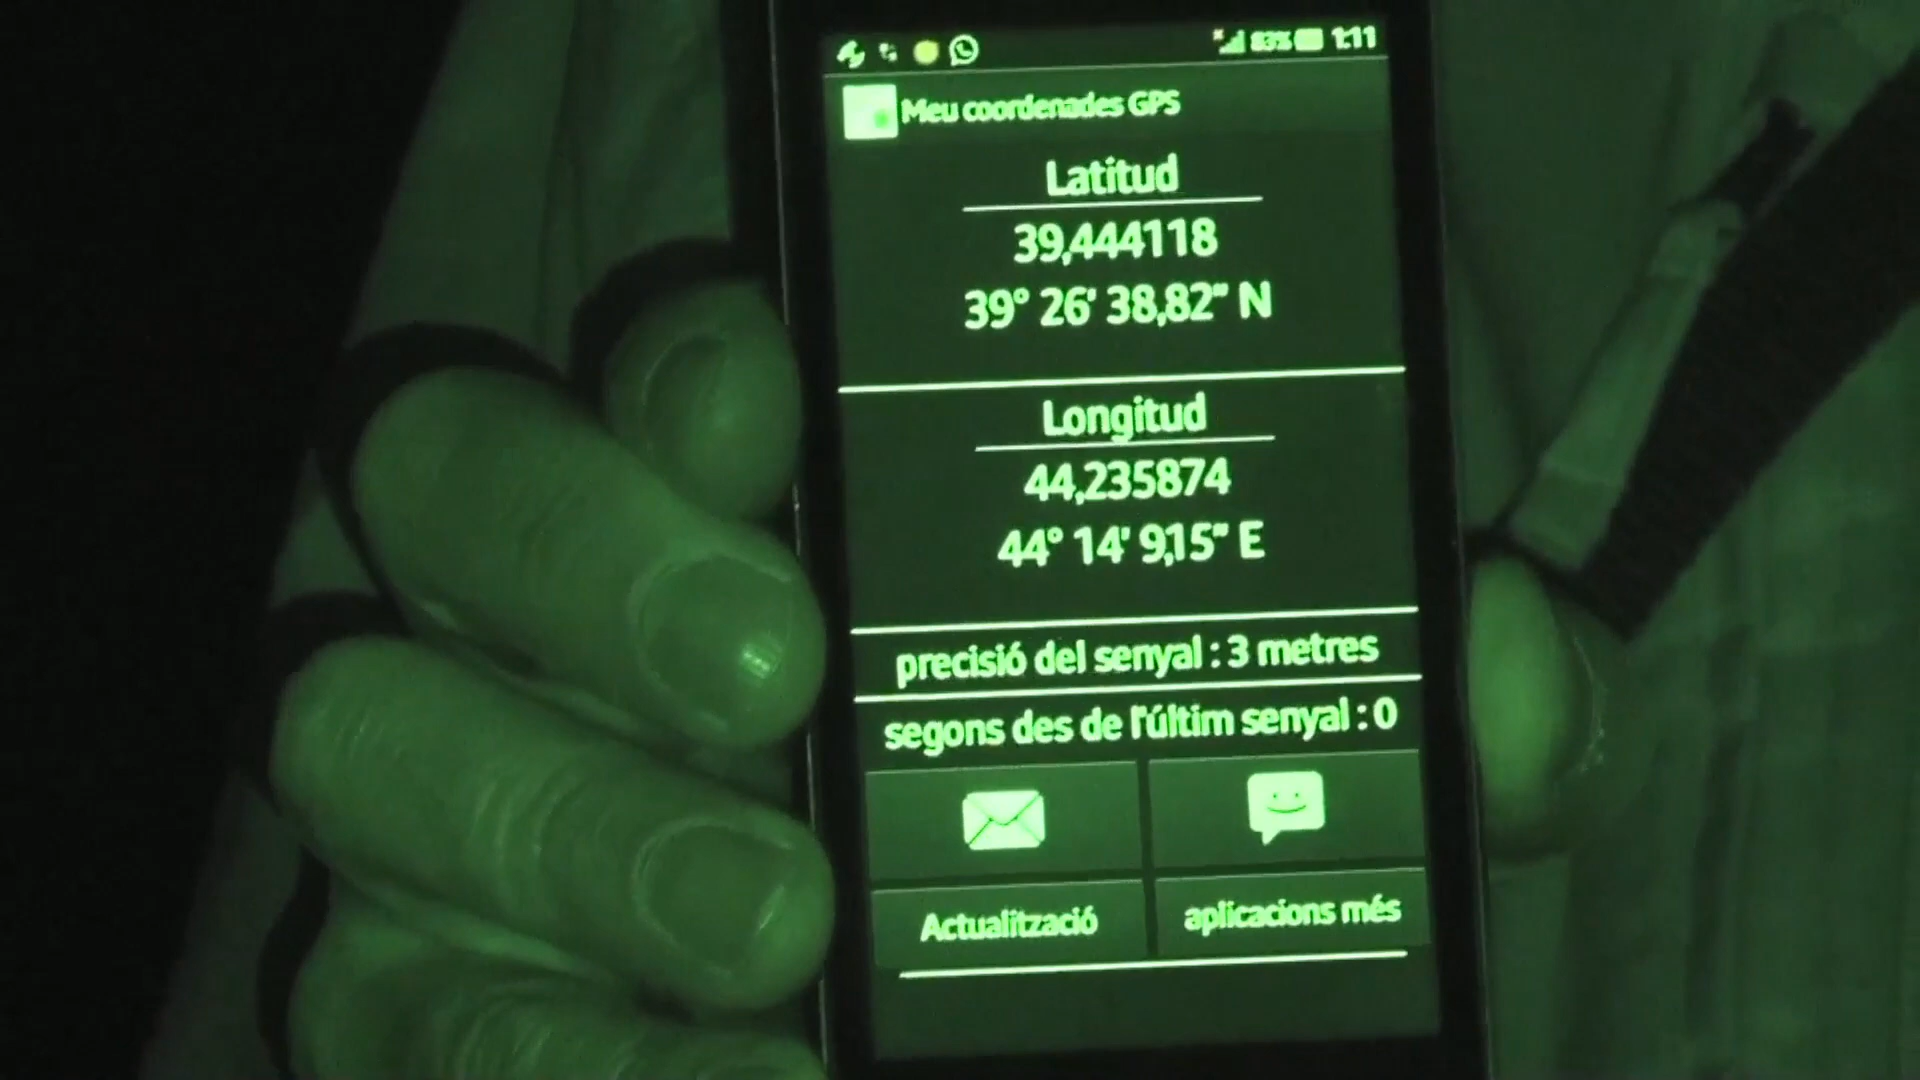 83% 1:11
Meu coordenades GPS
Latitud
39,444118
39° 26' 38,82" N
Longitud
44,235874
44° 14' 9,15" E
precisió del senyal : 3 metres
segons des de l'últim senyal : 0
Actualització
aplicacions més